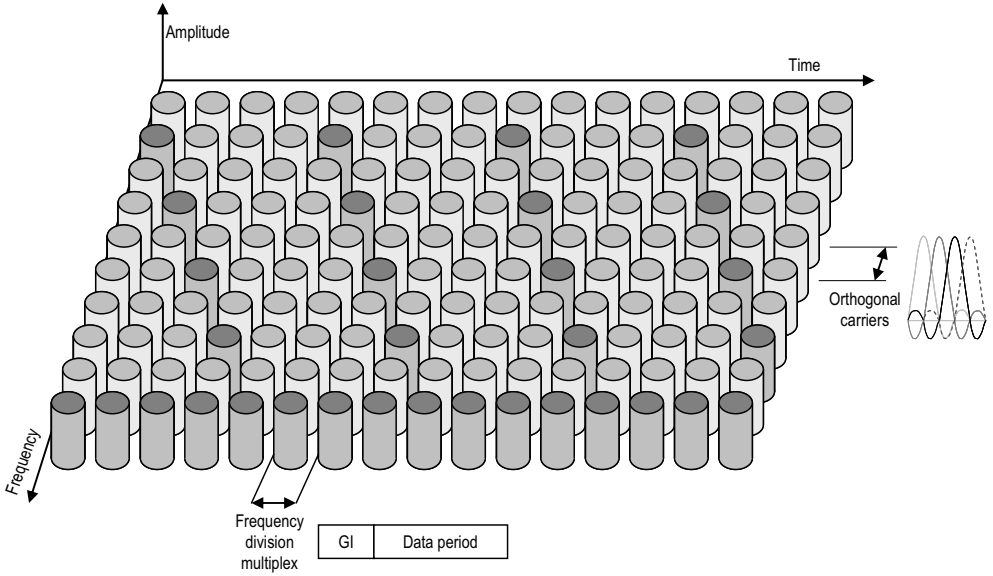 Amplitude
Time
Orthogonal
carriers
Frequency
Frequency
division
multiplex
GI
Data period